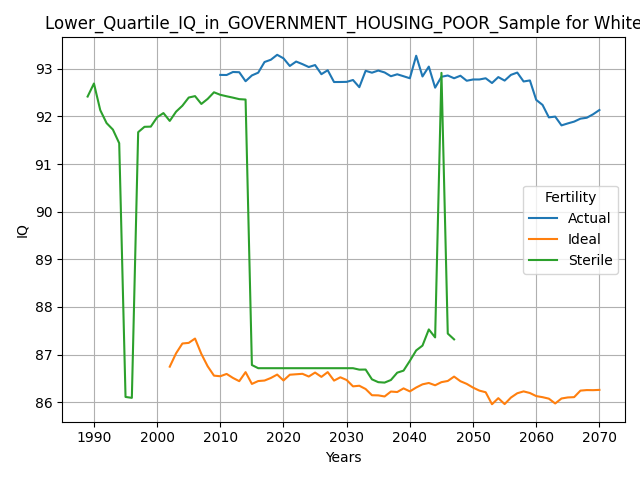 Lower_Quartile_IQ_in_GOVERNMENT_HOUSING_POOR_Sample for White
93
92
91
90
89
88
87
86
IQ
Fertility
Actual
Ideal
Sterile
1990 2000 2010 2020 2030 2040 2050 2060 2070
Years